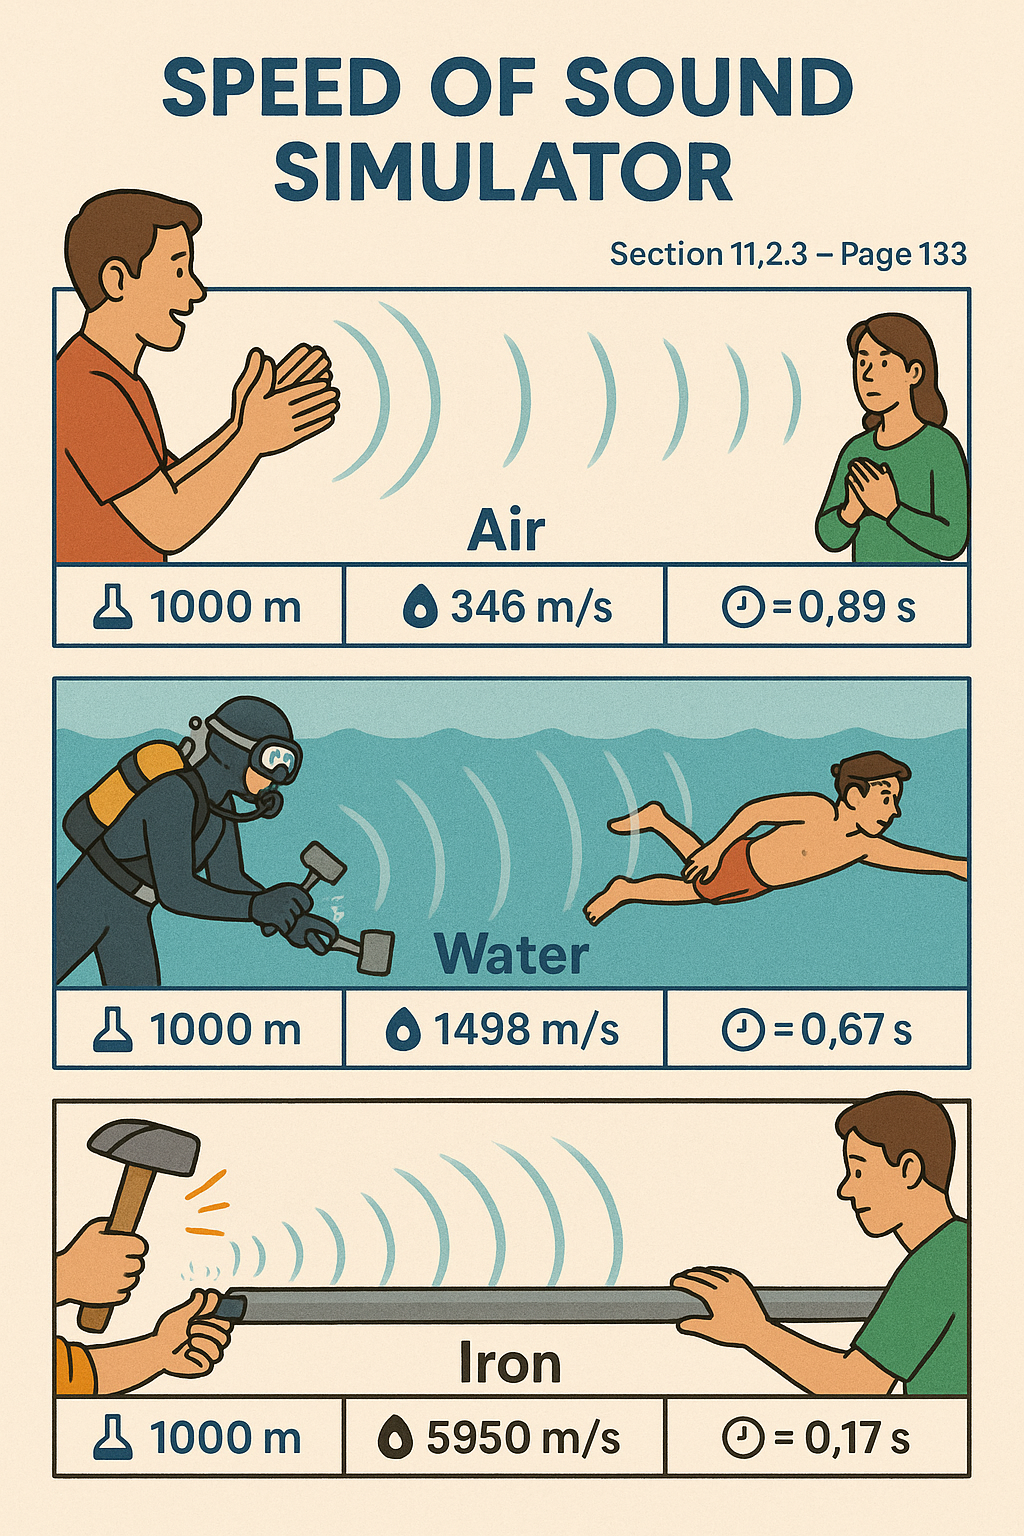 SPEED OF SOUND
SIMULATOR
Section 11,2.3 – Page 133
Air
1000 m
346 m/s
= 0,89 s
Water
1000 m
1498 m/s
= 0,67 s
Iron
1000 m
5950 m/s
= 0,17 s